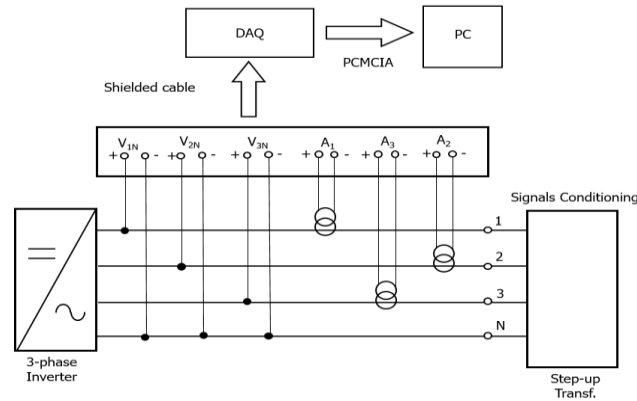 DAQ
PC
PCMCIA
Shielded cable
V1N V2N V3N A1 A3 A2
+ - + - + - + - + - + -
Signals Conditioning
1
2
3
N
3-phase
Inverter
Step-up
Transf.